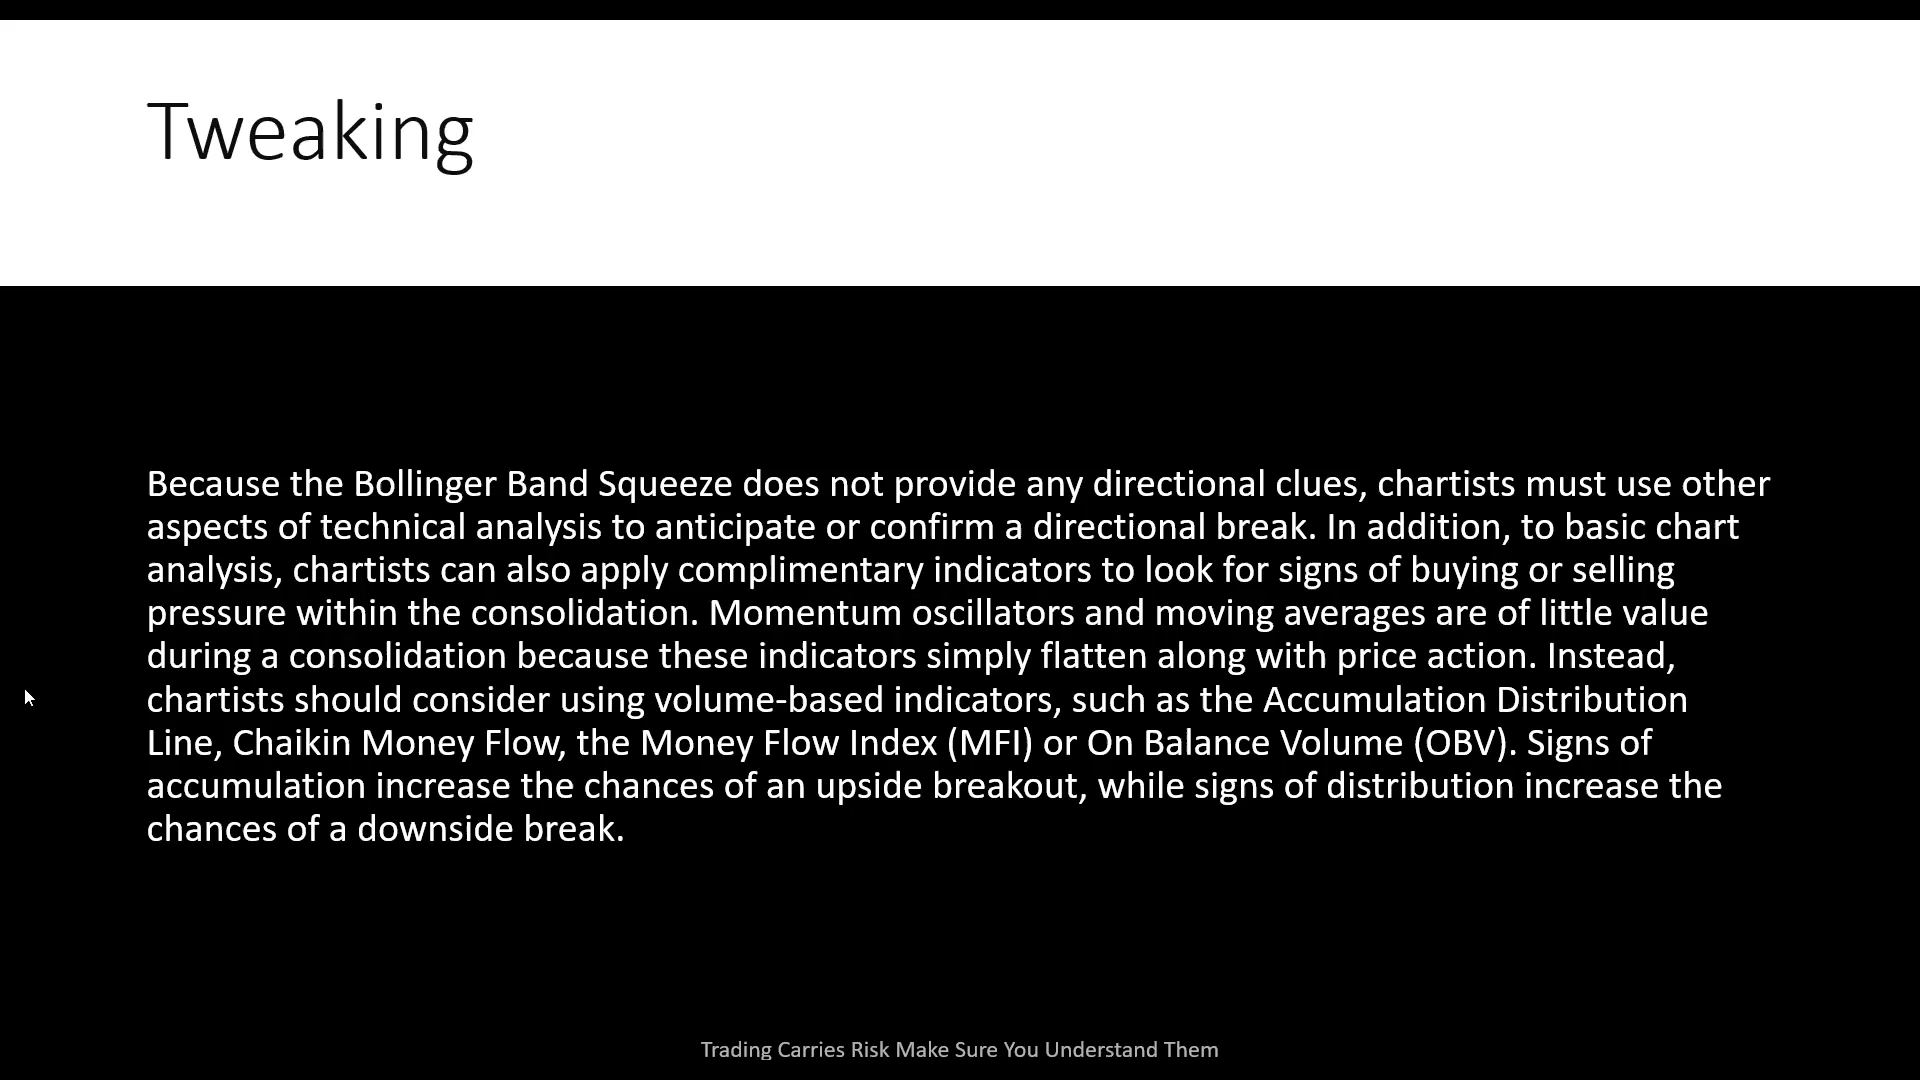 Tweaking
Because the Bollinger Band Squeeze does not provide any directional clues, chartists must use other
aspects of technical analysis to anticipate or confirm a directional break. In addition, to basic chart
analysis, chartists can also apply complimentary indicators to look for signs of buying or selling
pressure within the consolidation. Momentum oscillators and moving averages are of little value
during a consolidation because these indicators simply flatten along with price action. Instead,
chartists should consider using volume-based indicators, such as the Accumulation Distribution
Line, Chaikin Money Flow, the Money Flow Index (MFI) or On Balance Volume (OBV). Signs of
accumulation increase the chances of an upside breakout, while signs of distribution increase the
chances of a downside break.
Trading Carries Risk Make Sure You Understand Them